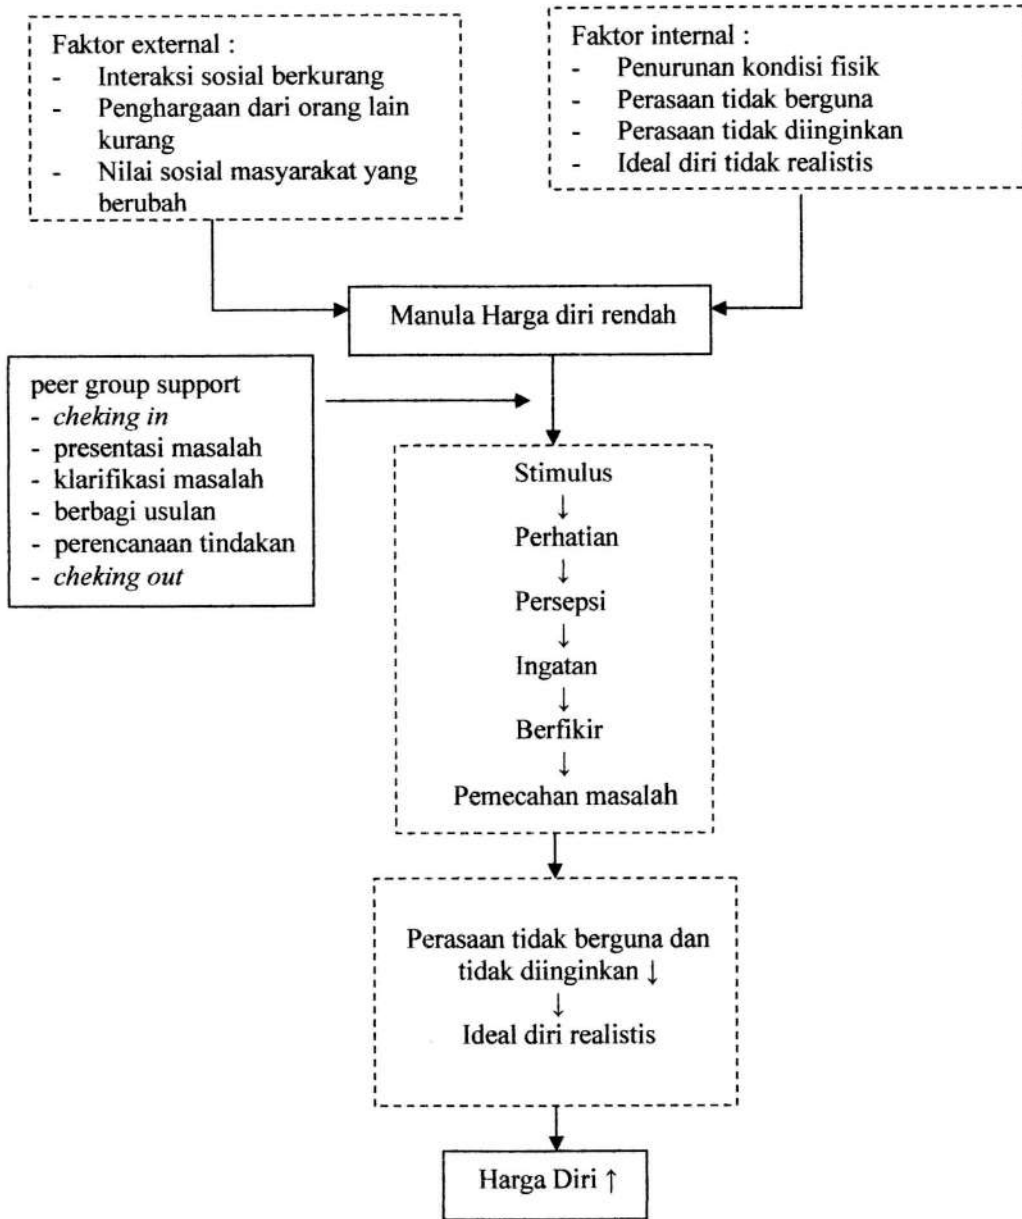 Faktor external :
- Interaksi sosial berkurang
- Penghargaan dari orang lain
kurang
- Nilai sosial masyarakat yang
berubah
Faktor internal :
- Penurunan kondisi fisik
- Perasaan tidak berguna
- Perasaan tidak diinginkan
- Ideal diri tidak realistis
Manula Harga diri rendah
peer group support
- cheking in
- presentasi masalah
- klarifikasi masalah
- berbagi usulan
- perencanaan tindakan
- cheking out
Stimulus
↓
Perhatian
↓
Persepsi
↓
Ingatan
↓
Berfikir
↓
Pemecahan masalah
Perasaan tidak berguna dan
tidak diinginkan ↓
↓
Ideal diri realistis
Harga Diri ↑